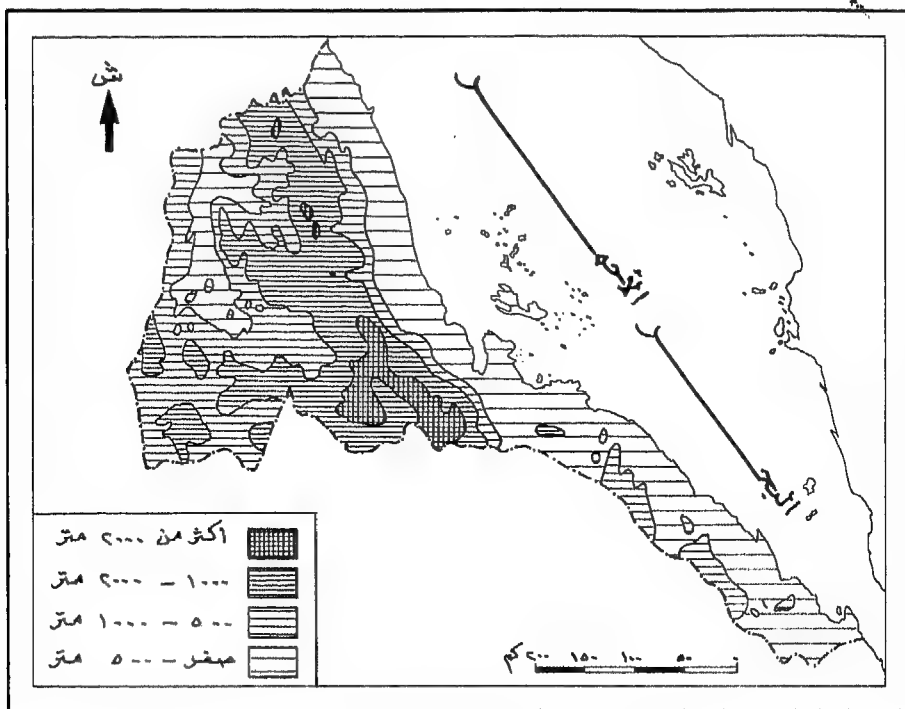 ش
البحر
الأحمر
أكثر من ٢٠٠٠ متر
١٠٠٠ – ٢٠٠٠ متر
٥٠٠ – ١٠٠٠ متر
صفر – ٥٠٠ متر
٢٠٠ كم ١٥٠ ١٠٠ ٥٠ ٠